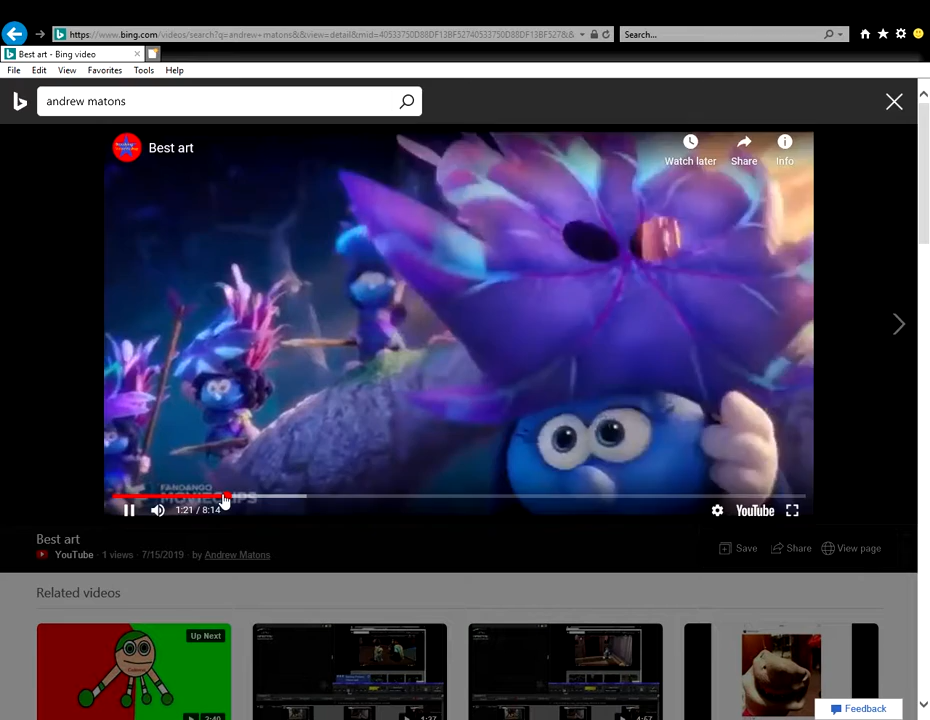 https://www.bing.com/videos/search?q=andrew+matons&&view=detail&mid=40533750D88DF13BF52740533750D88DF13BF527&&
Search...
Best art - Bing video
File Edit View Favorites Tools Help
andrew matons
Best art
Watch later Share Info
FANDANGO
MOVIECLIPS
1:21 / 8:14
YouTube
Best art
YouTube 1 views 7/15/2019 by Andrew Matons
Save Share View page
Related videos
Up Next
Feedback